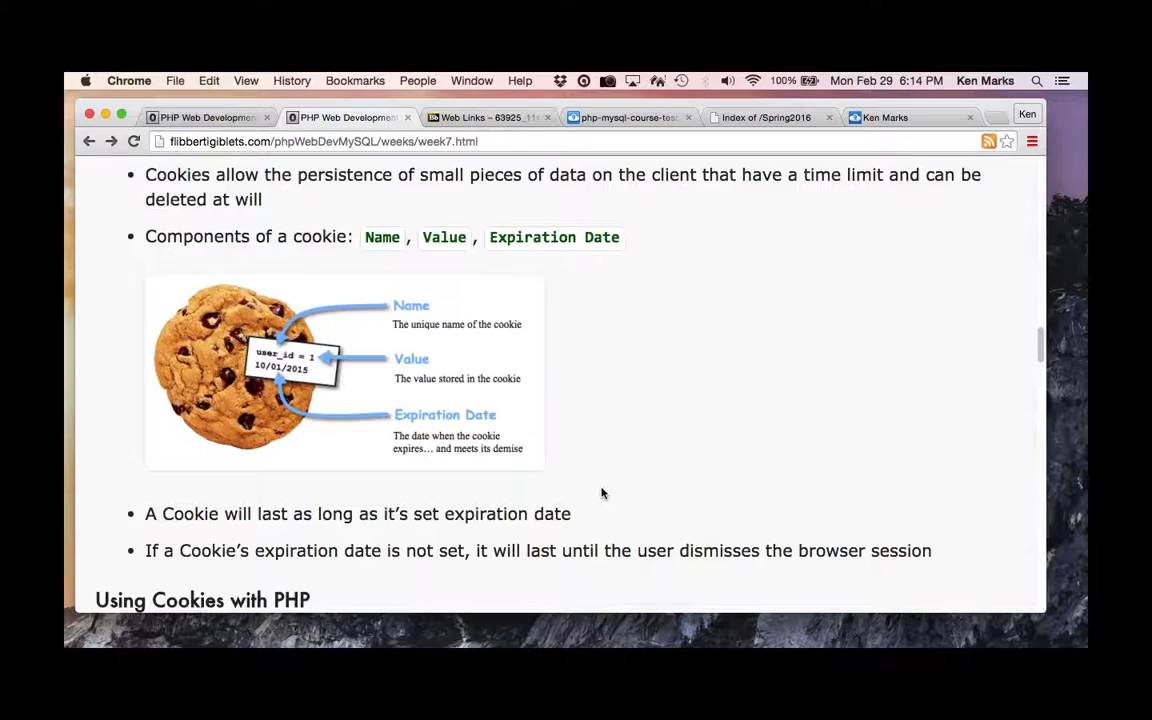 Chrome File Edit View History Bookmarks People Window Help 100% Mon Feb 29 6:14 PM Ken Marks
PHP Web Developmen × PHP Web Development × Bb Web Links – 63925_11 × php-mysql-course-tes × Index of /Spring2016 × Ken Marks × Ken
flibbertigiblets.com/phpWebDevMySQL/weeks/week7.html
• Cookies allow the persistence of small pieces of data on the client that have a time limit and can be
deleted at will
• Components of a cookie: Name, Value, Expiration Date
Name
The unique name of the cookie
user_id = 1
10/01/2015
Value
The value stored in the cookie
Expiration Date
The date when the cookie
expires... and meets its demise
• A Cookie will last as long as it's set expiration date
• If a Cookie's expiration date is not set, it will last until the user dismisses the browser session
Using Cookies with PHP